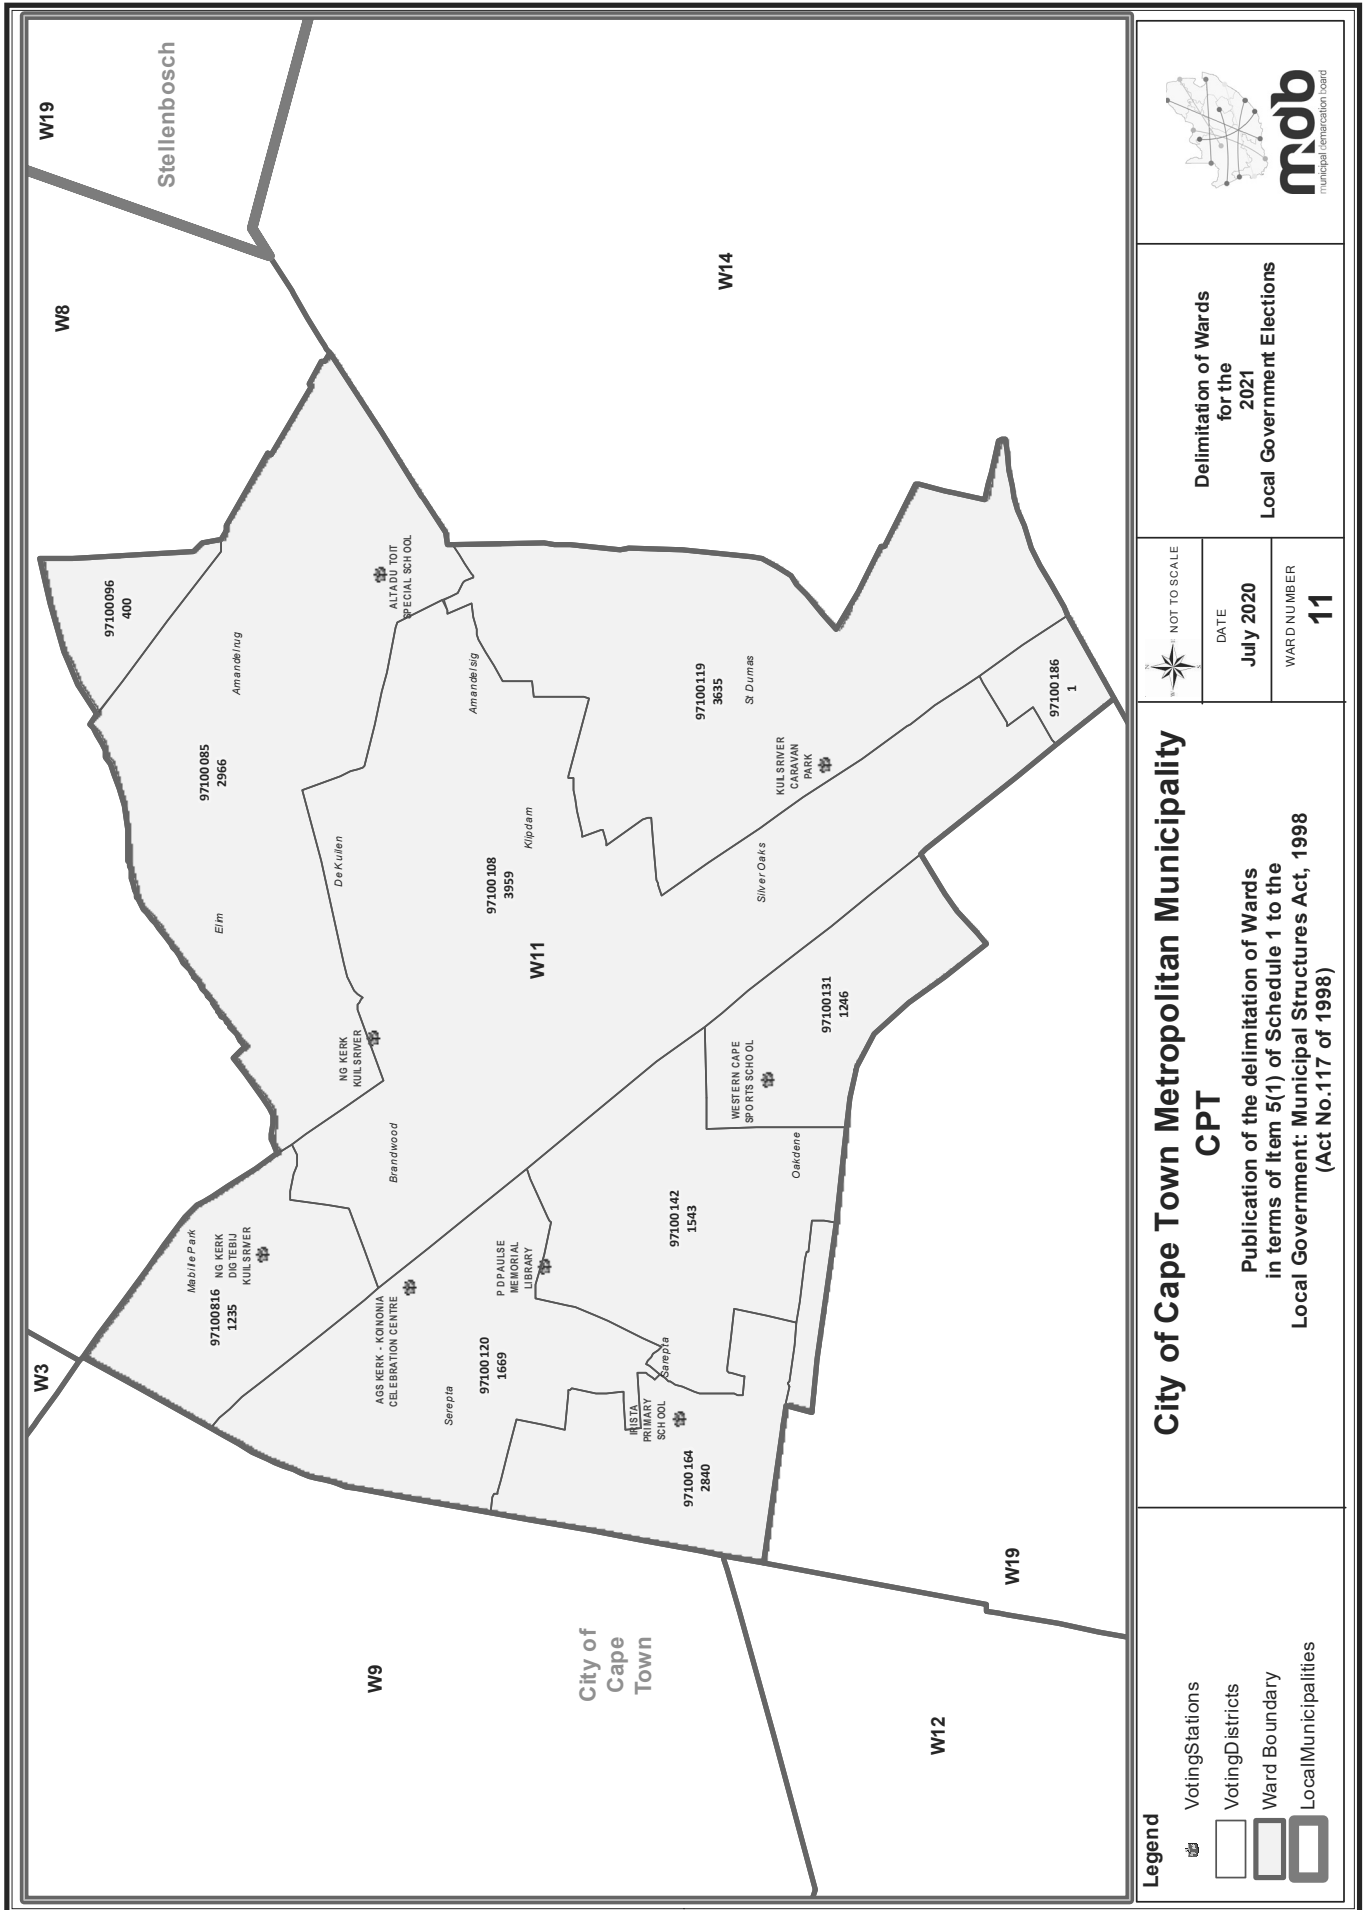 W3
W8
W19
Stellenbosch
W9
City of
Cape
Town
W12
W19
W14
W11
97100096
400
97100085
2966
Amandelrug
Elim
ALTA DU TOIT
SPECIAL SCHOOL
De Kuilen
Amandelsig
97100108
3959
Klipdam
97100119
3635
St Dumas
KUILSRIVER
CARAVAN
PARK
Silver Oaks
97100186
1
NG KERK
KUILSRIVER
Brandwood
Mabille Park
NG KERK
DIGTEBIJ
KUILSRIVER
97100816
1235
AGS KERK - KOINONIA
CELEBRATION CENTRE
Serepta
97100120
1669
P D PAULSE
MEMORIAL
LIBRARY
Sarepta
IRISTA
PRIMARY
SCHOOL
97100164
2840
97100142
1543
WESTERN CAPE
SPORTS SCHOOL
Oakdene
97100131
1246
Legend
VotingStations
VotingDistricts
Ward Boundary
LocalMunicipalities
City of Cape Town Metropolitan Municipality
CPT
Publication of the delimitation of Wards
in terms of Item 5(1) of Schedule 1 to the
Local Government: Municipal Structures Act, 1998
(Act No.117 of 1998)
N
E
S
W
NOT TO SCALE
DATE
July 2020
WARD NUMBER
11
Delimitation of Wards
for the
2021
Local Government Elections
mdb
municipal demarcation board